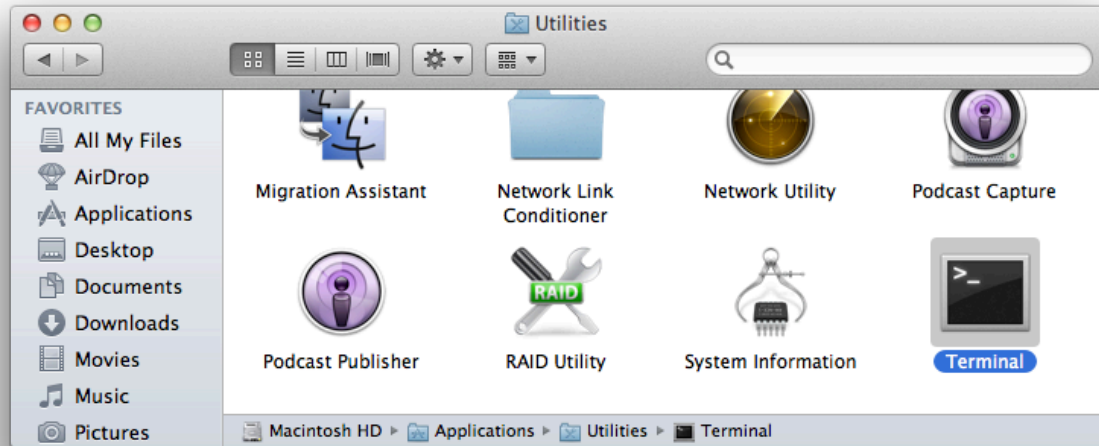 Utilities
FAVORITES
All My Files
AirDrop
Applications
Desktop
Documents
Downloads
Movies
Music
Pictures
Migration Assistant
Network Link
Conditioner
Network Utility
Podcast Capture
Podcast Publisher
RAID
RAID Utility
System Information
>_
Terminal
Macintosh HD ▸ Applications ▸ Utilities ▸ Terminal